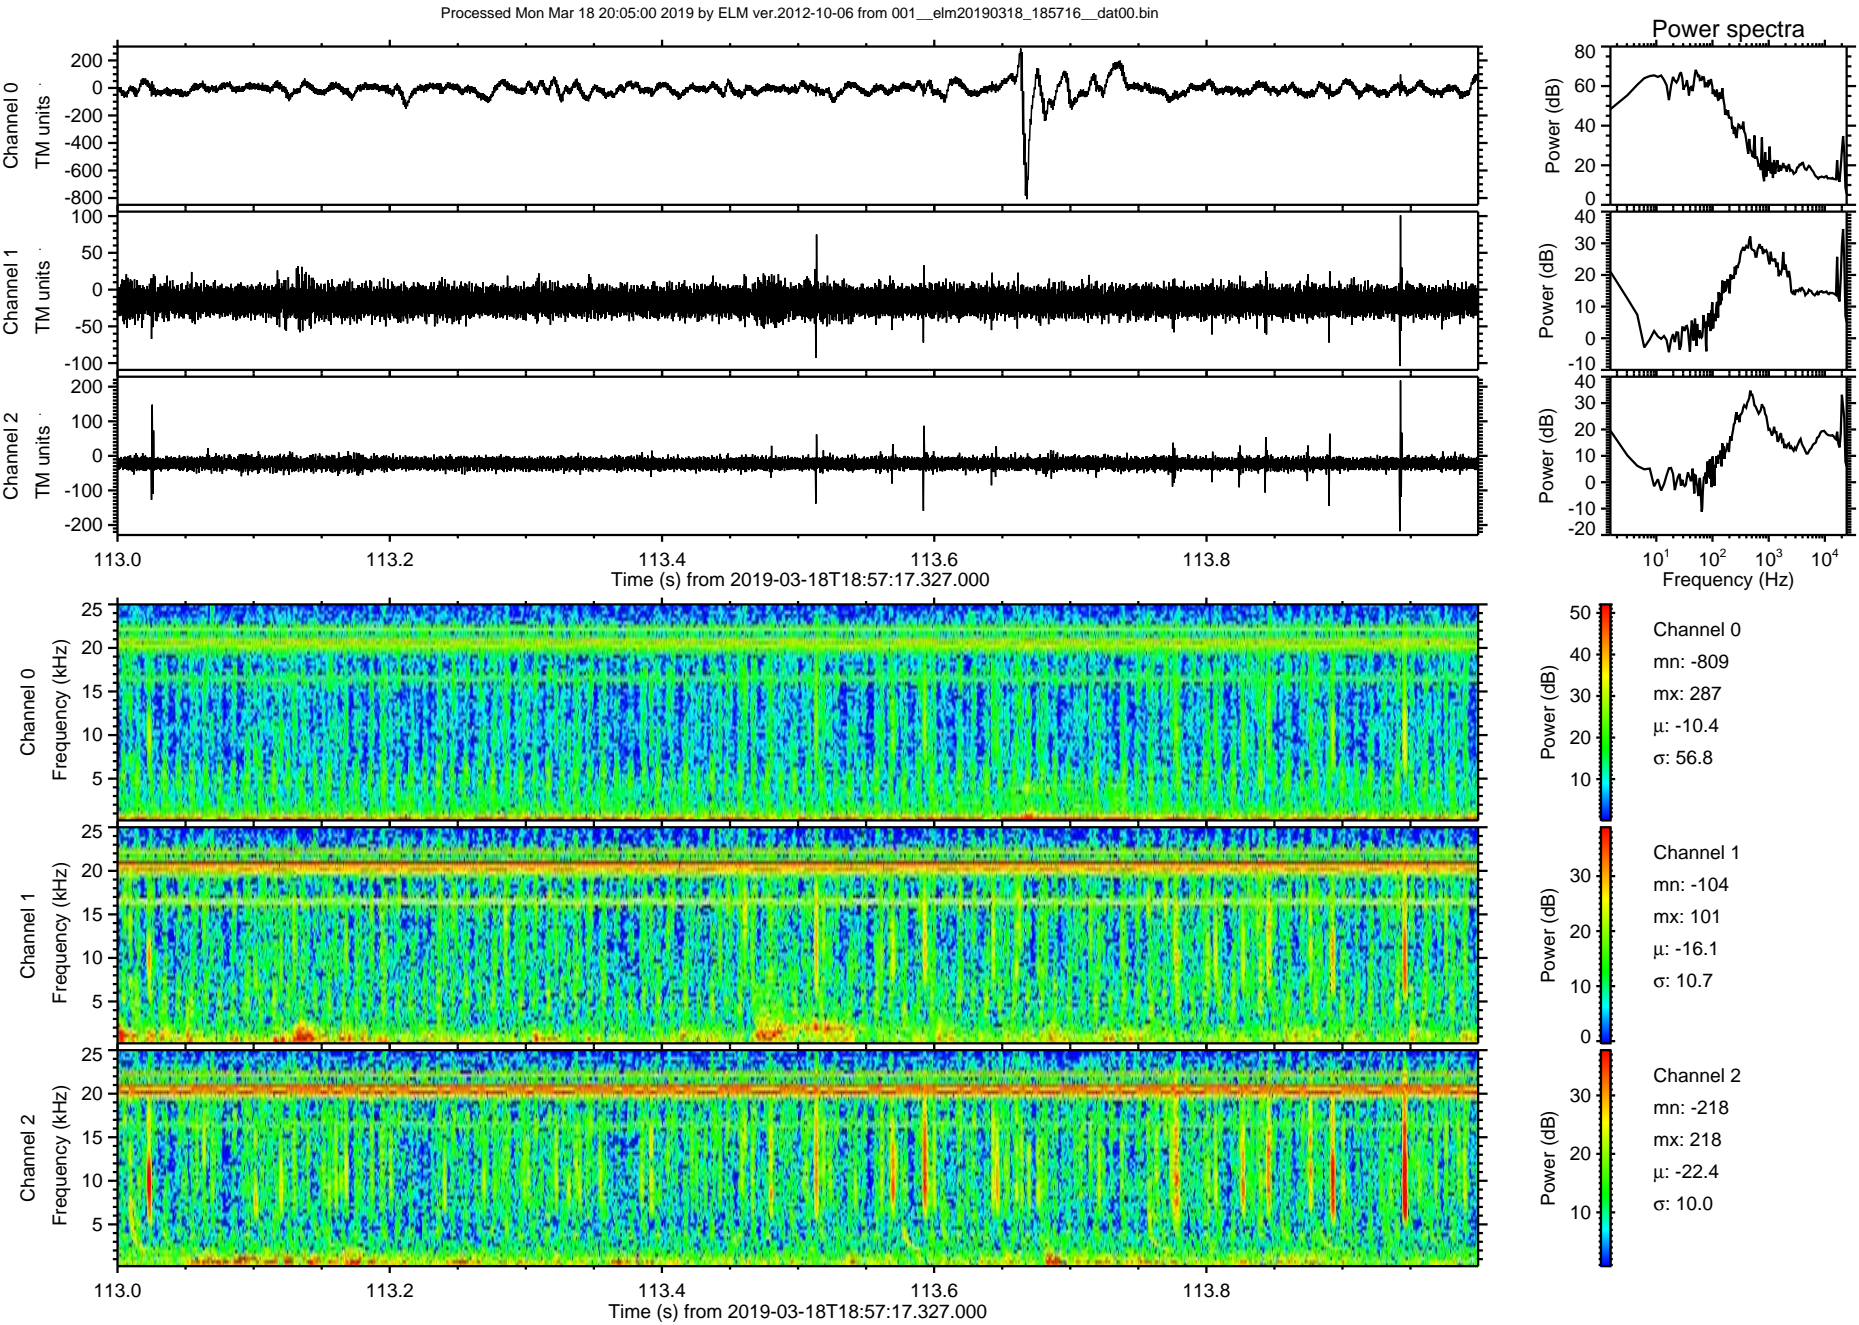 Processed Mon Mar 18 20:05:00 2019 by ELM ver.2012-10-06 from 001__elm20190318_185716__dat00.bin
Power spectra
Channel 0
TM units
200
0
-200
-400
-600
-800
Power (dB)
80
60
40
20
0
Channel 1
TM units
100
50
0
-50
-100
Power (dB)
40
30
20
10
0
-10
Channel 2
TM units
200
100
0
-100
-200
Power (dB)
40
30
20
10
0
-10
-20
113.0 113.2 113.4 113.6 113.8
Time (s) from 2019-03-18T18:57:17.327.000
10¹ 10² 10³ 10⁴
Frequency (Hz)
Channel 0
Frequency (kHz)
25
20
15
10
5
Power (dB)
50
40
30
20
10
Channel 0
mn: -809
mx: 287
μ: -10.4
σ: 56.8
Channel 1
Frequency (kHz)
25
20
15
10
5
Power (dB)
30
20
10
0
Channel 1
mn: -104
mx: 101
μ: -16.1
σ: 10.7
Channel 2
Frequency (kHz)
25
20
15
10
5
Power (dB)
30
20
10
Channel 2
mn: -218
mx: 218
μ: -22.4
σ: 10.0
113.0 113.2 113.4 113.6 113.8
Time (s) from 2019-03-18T18:57:17.327.000